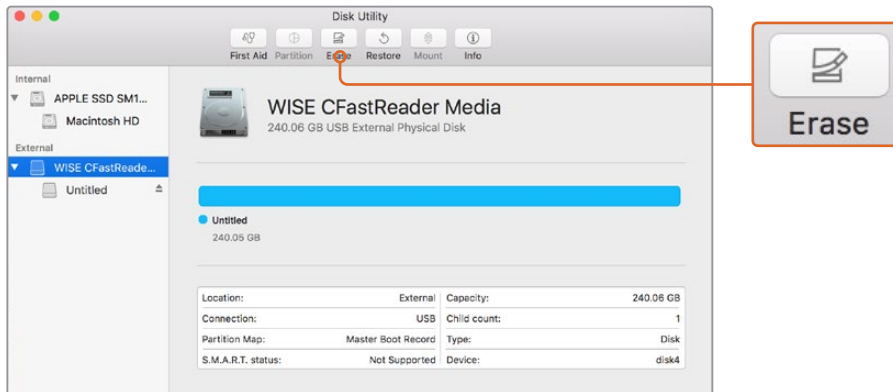 Disk Utility
First Aid Partition Erase Restore Mount Info
Erase
Internal
APPLE SSD SM1...
Macintosh HD
External
WISE CFastReade...
Untitled
WISE CFastReader Media
240.06 GB USB External Physical Disk
Untitled
240.05 GB
Location: External Capacity: 240.06 GB
Connection: USB Child count: 1
Partition Map: Master Boot Record Type: Disk
S.M.A.R.T. status: Not Supported Device: disk4